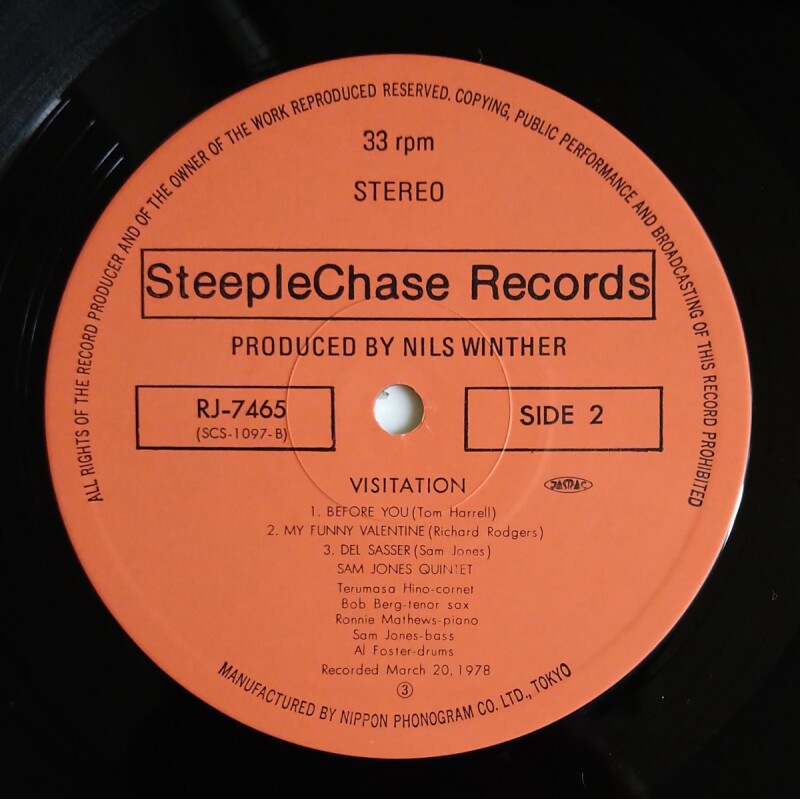 ALL RIGHTS OF THE RECORD PRODUCER AND OF THE OWNER OF THE WORK REPRODUCED RESERVED. COPYING, PUBLIC PERFORMANCE AND BROADCASTING OF THIS RECORD PROHIBITED
33 rpm
STEREO
SteepleChase Records
PRODUCED BY NILS WINTHER
RJ-7465
(SCS-1097-B)
SIDE 2
VISITATION
JASRAC
1. BEFORE YOU (Tom Harrell)
2. MY FUNNY VALENTINE (Richard Rodgers)
3. DEL SASSER (Sam Jones)
SAM JONES QUINTET
Terumasa Hino-cornet
Bob Berg-tenor sax
Ronnie Mathews-piano
Sam Jones-bass
Al Foster-drums
Recorded March 20, 1978
③
MANUFACTURED BY NIPPON PHONOGRAM CO. LTD., TOKYO